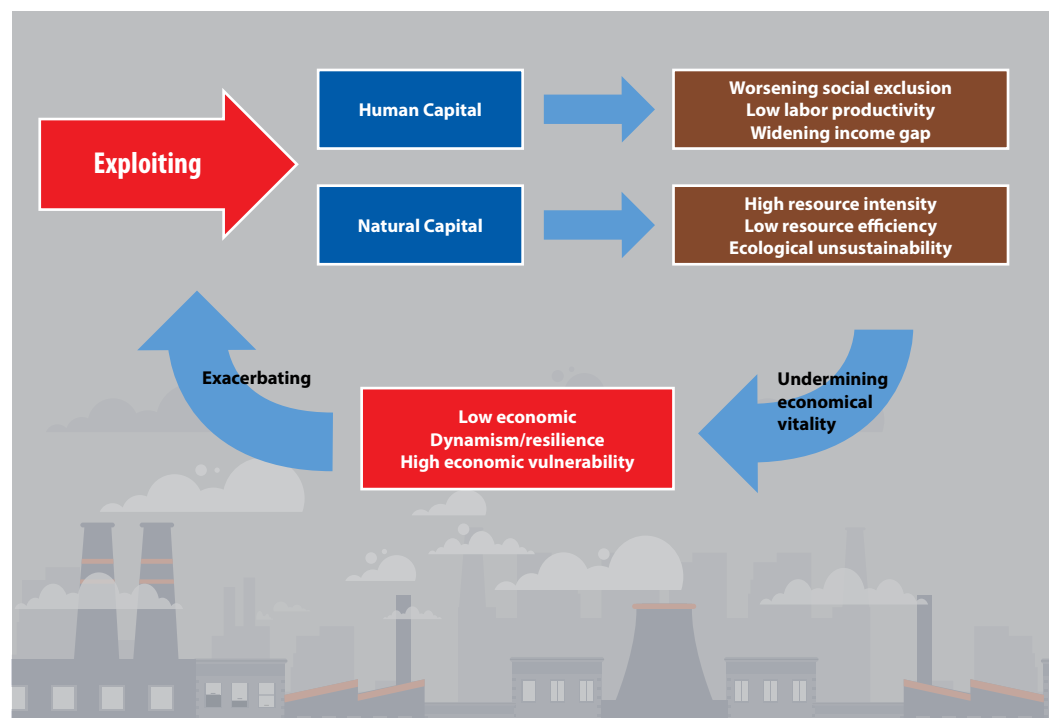 Exploiting
Human Capital
Worsening social exclusion
Low labor productivity
Widening income gap
Natural Capital
High resource intensity
Low resource efficiency
Ecological unsustainability
Exacerbating
Low economic
Dynamism/resilience
High economic vulnerability
Undermining
economical
vitality